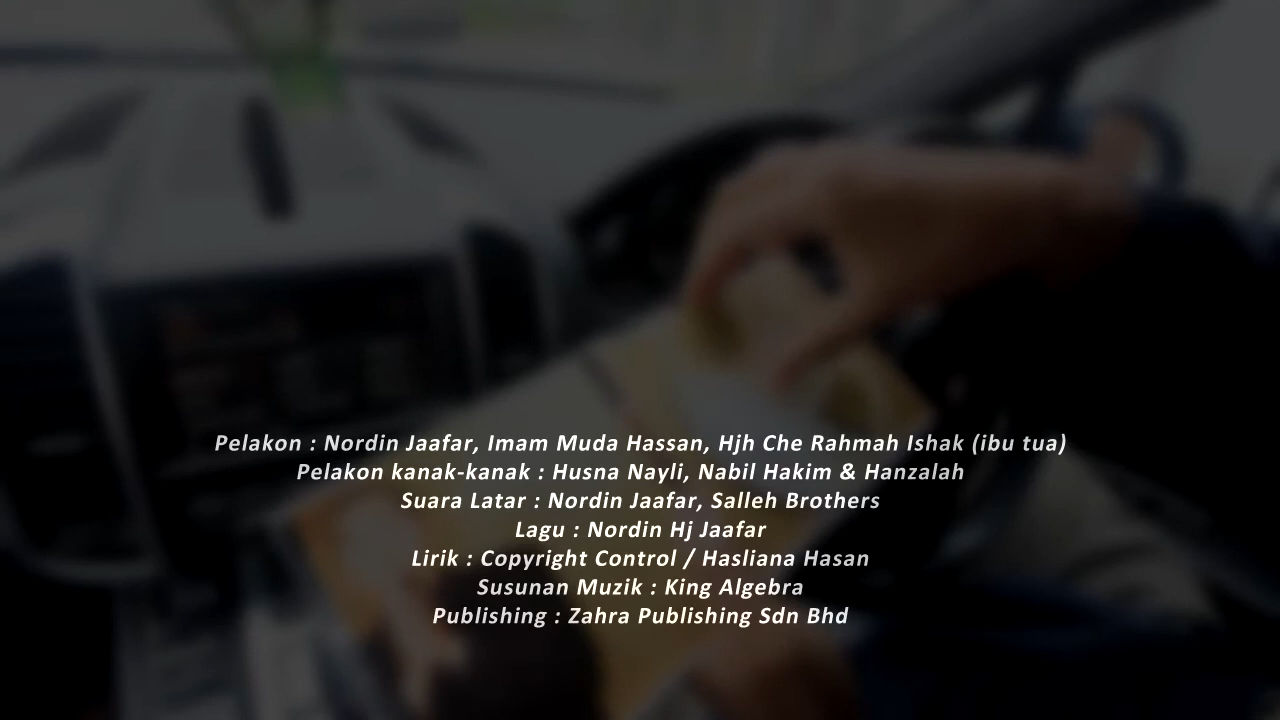 Pelakon : Nordin Jaafar, Imam Muda Hassan, Hjh Che Rahmah Ishak (ibu tua)
Pelakon kanak-kanak : Husna Nayli, Nabil Hakim & Hanzalah
Suara Latar : Nordin Jaafar, Salleh Brothers
Lagu : Nordin Hj Jaafar
Lirik : Copyright Control / Hasliana Hasan
Susunan Muzik : King Algebra
Publishing : Zahra Publishing Sdn Bhd